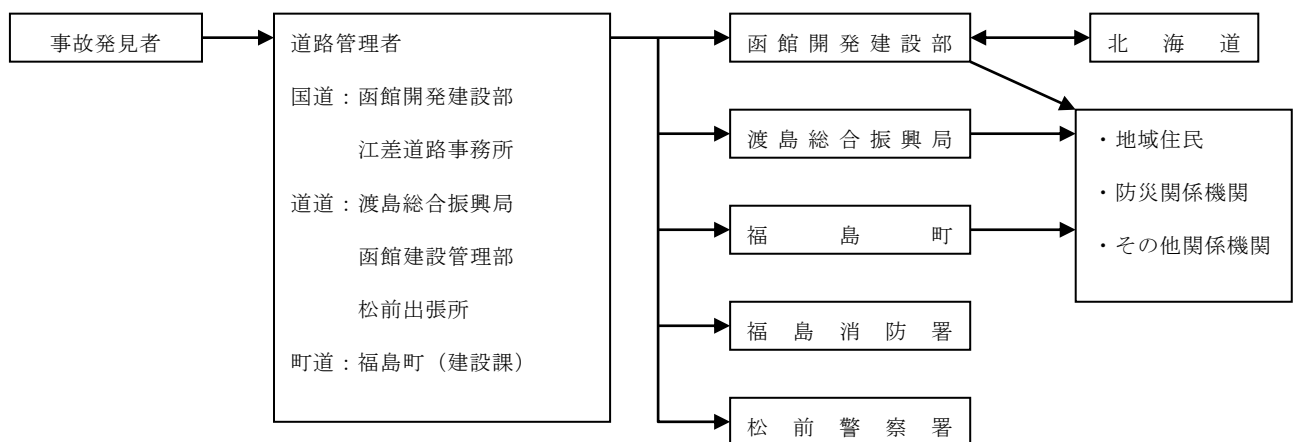 事故発見者
道路管理者
国道：函館開発建設部
江差道路事務所
道道：渡島総合振興局
函館建設管理部
松前出張所
町道：福島町（建設課）
函館開発建設部
渡島総合振興局
福島町
福島消防署
松前警察署
北海道
・地域住民
・防災関係機関
・その他関係機関